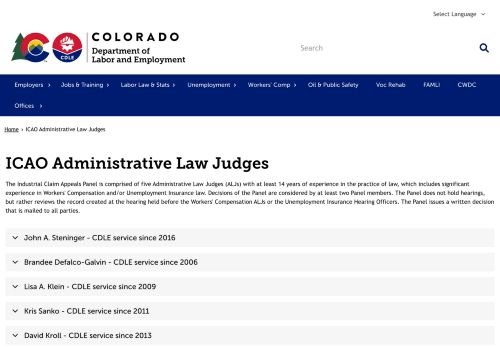 Select Language
COLORADO
Department of
Labor and Employment
CDLE
Search
Employers
Jobs & Training
Labor Law & Stats
Unemployment
Workers' Comp
Oil & Public Safety
Voc Rehab
FAMLI
CWDC
Offices
Home › ICAO Administrative Law Judges
ICAO Administrative Law Judges
The Industrial Claim Appeals Panel is comprised of five Administrative Law Judges (ALJs) with at least 14 years of experience in the practice of law, which includes significant
experience in Workers' Compensation and/or Unemployment Insurance law. Decisions of the Panel are considered by at least two Panel members. The Panel does not hold hearings,
but rather reviews the record created at the hearing held before the Workers' Compensation ALJs or the Unemployment Insurance Hearing Officers. The Panel issues a written decision
that is mailed to all parties.
John A. Steninger - CDLE service since 2016
Brandee Defalco-Galvin - CDLE service since 2006
Lisa A. Klein - CDLE service since 2009
Kris Sanko - CDLE service since 2011
David Kroll - CDLE service since 2013